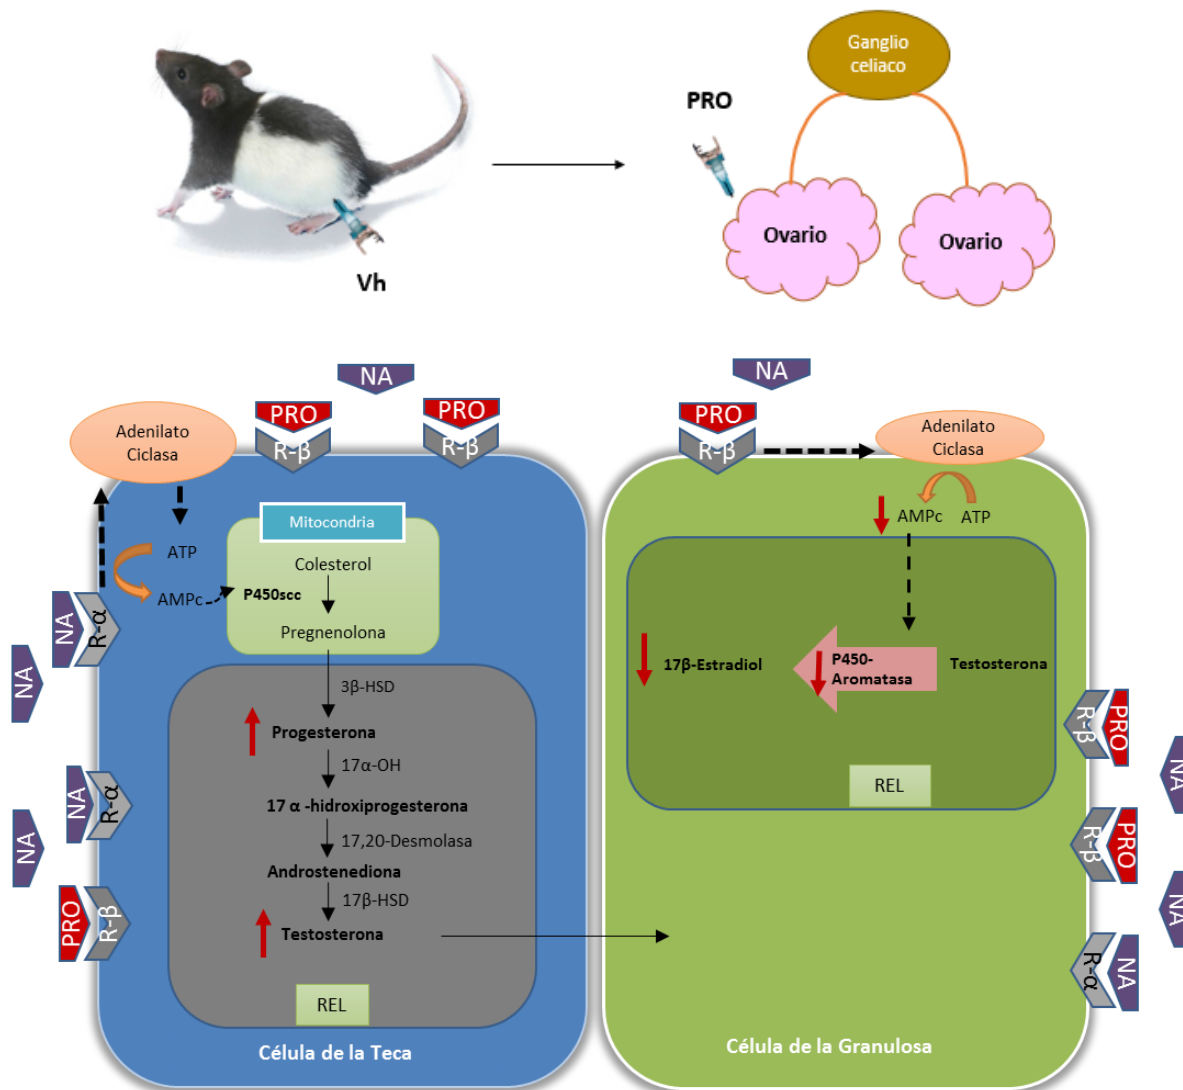 Ganglio
celiaco
PRO
Ovario
Ovario
Vh
NA
PRO
R-β
PRO
R-β
Adenilato
Ciclasa
ATP
AMPc
P450scc
Mitocondria
Colesterol
Pregnenolona
NA
R-α
NA
NA
R-α
NA
PRO
R-β
3β-HSD
Progesterona
17α-OH
17 α -hidroxiprogesterona
17,20-Desmolasa
Androstenediona
17β-HSD
Testosterona
REL
Célula de la Teca
NA
PRO
R-β
Adenilato
Ciclasa
AMPc
ATP
17β-Estradiol
P450-
Aromatasa
Testosterona
REL
R-β
PRO
NA
R-β
PRO
NA
R-α
NA
Célula de la Granulosa